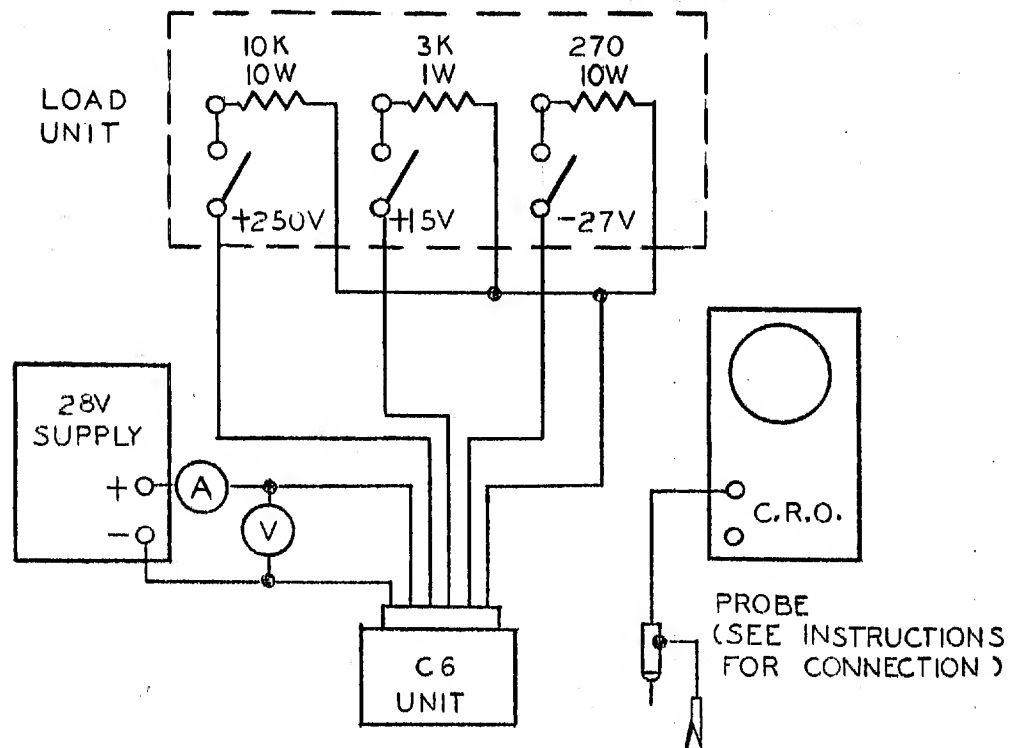 10K
10W
3K
1W
270
10W
LOAD
UNIT
+250V
+15V
-27V
28V
SUPPLY
+
-
A
V
C6
UNIT
C.R.O.
PROBE
(SEE INSTRUCTIONS
FOR CONNECTION)